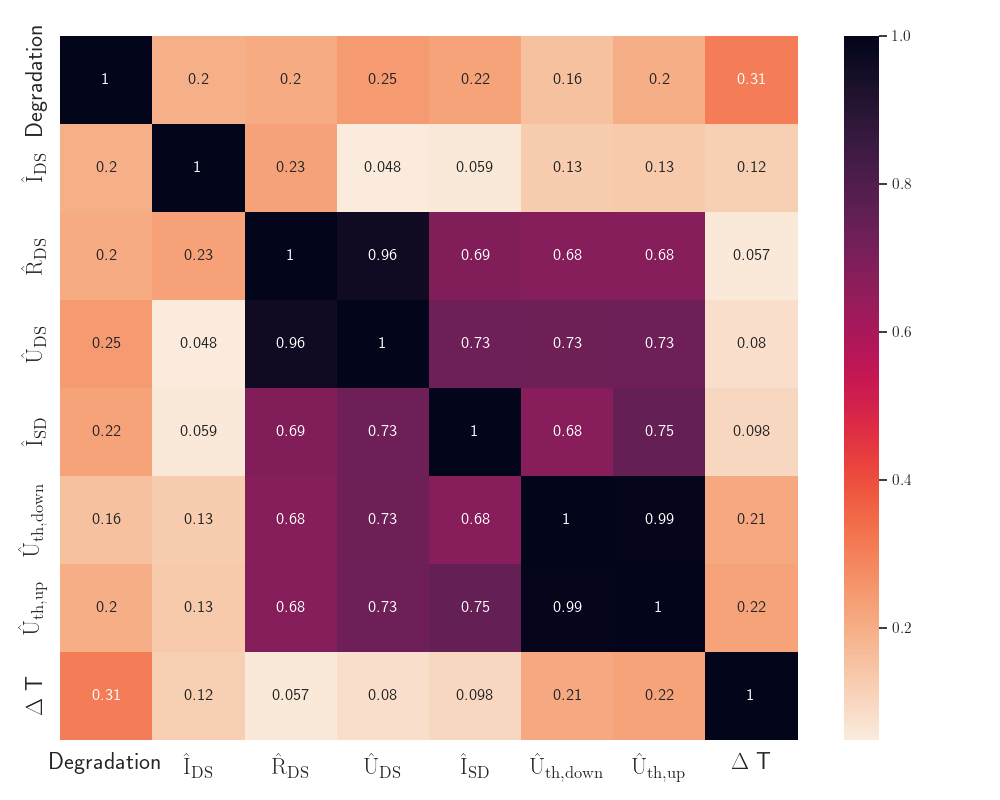 Degradation 1 0.2 0.2 0.25 0.22 0.16 0.2 0.31
Î_DS 0.2 1 0.23 0.048 0.059 0.13 0.13 0.12
R̂_DS 0.2 0.23 1 0.96 0.69 0.68 0.68 0.057
Û_DS 0.25 0.048 0.96 1 0.73 0.73 0.73 0.08
Î_SD 0.22 0.059 0.69 0.73 1 0.68 0.75 0.098
Û_th,down 0.16 0.13 0.68 0.73 0.68 1 0.99 0.21
Û_th,up 0.2 0.13 0.68 0.73 0.75 0.99 1 0.22
Δ T 0.31 0.12 0.057 0.08 0.098 0.21 0.22 1
Degradation Î_DS R̂_DS Û_DS Î_SD Û_th,down Û_th,up Δ T
1.0
0.8
0.6
0.4
0.2